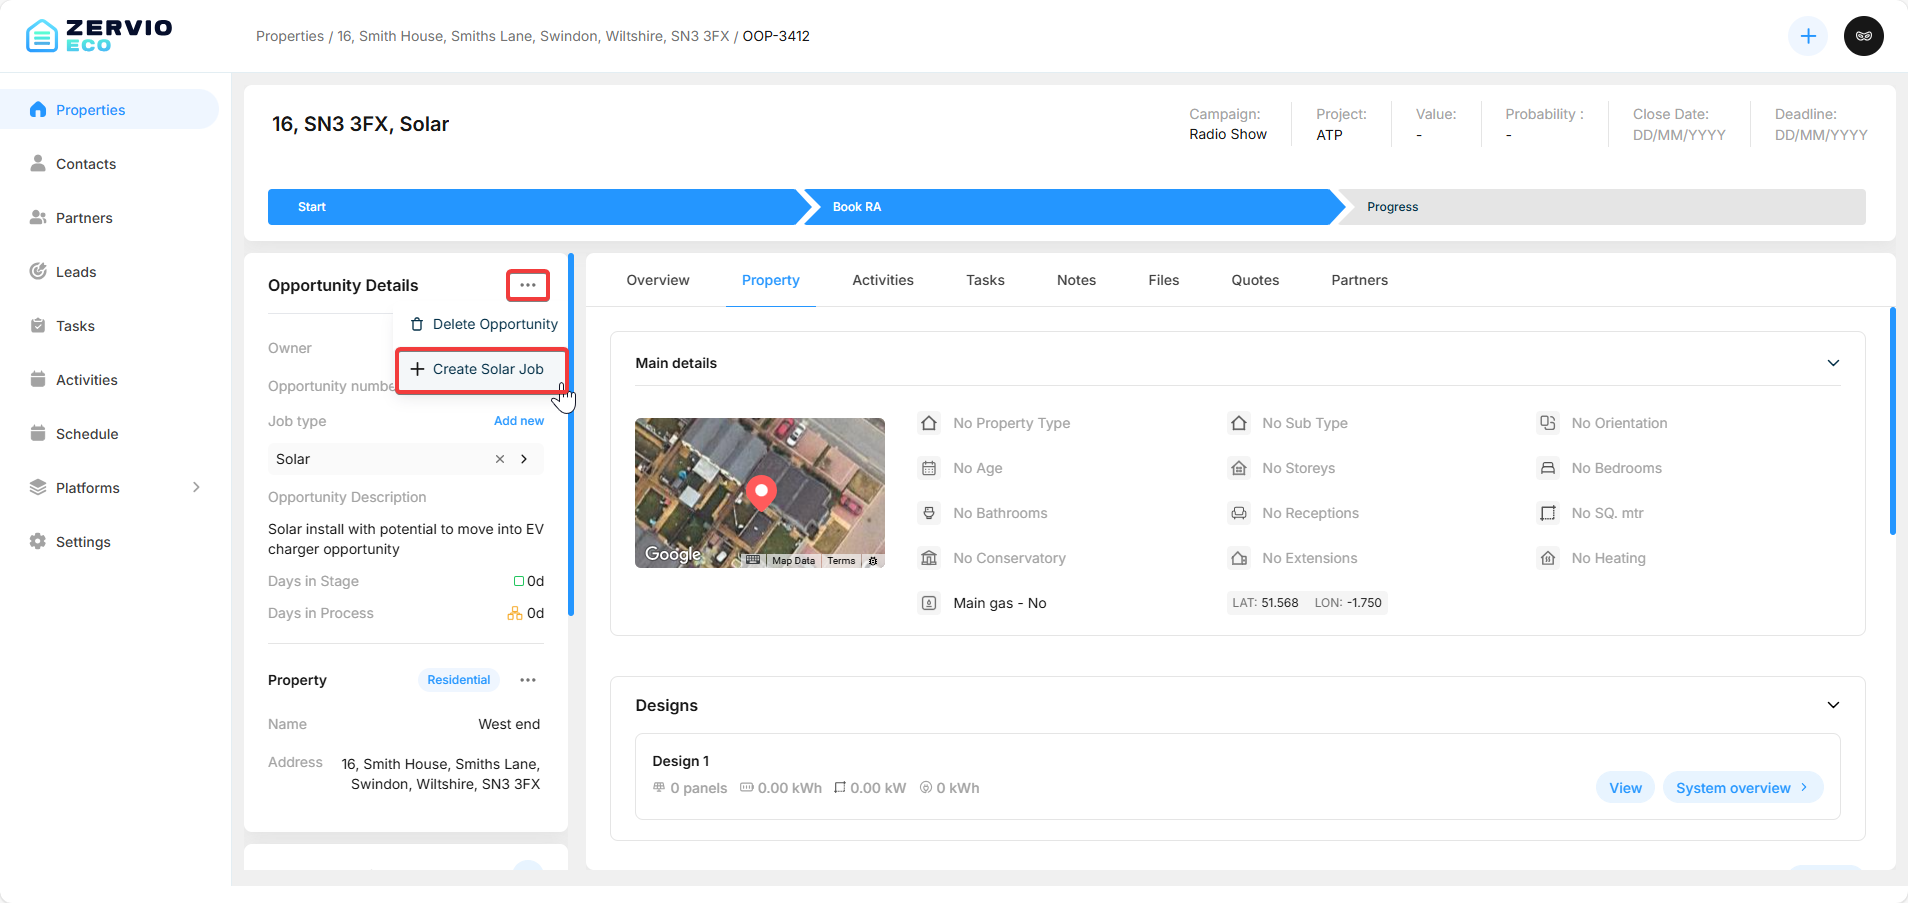 ZERVIO
ECO
Properties / 16, Smith House, Smiths Lane, Swindon, Wiltshire, SN3 3FX / OOP-3412
Properties
Contacts
Partners
Leads
Tasks
Activities
Schedule
Platforms
Settings
16, SN3 3FX, Solar
Campaign:
Radio Show
Project:
ATP
Value:
-
Probability :
-
Close Date:
DD/MM/YYYY
Deadline:
DD/MM/YYYY
Start
Book RA
Progress
Opportunity Details
Delete Opportunity
Create Solar Job
Owner
Opportunity numbe
Job type
Add new
Solar
Opportunity Description
Solar install with potential to move into EV
charger opportunity
Days in Stage
0d
Days in Process
0d
Property
Residential
Name
West end
Address
16, Smith House, Smiths Lane,
Swindon, Wiltshire, SN3 3FX
Overview
Property
Activities
Tasks
Notes
Files
Quotes
Partners
Main details
Google
Map Data
Terms
No Property Type
No Sub Type
No Orientation
No Age
No Storeys
No Bedrooms
No Bathrooms
No Receptions
No SQ. mtr
No Conservatory
No Extensions
No Heating
Main gas - No
LAT: 51.568 LON: -1.750
Designs
Design 1
0 panels
0.00 kWh
0.00 kW
0 kWh
View
System overview